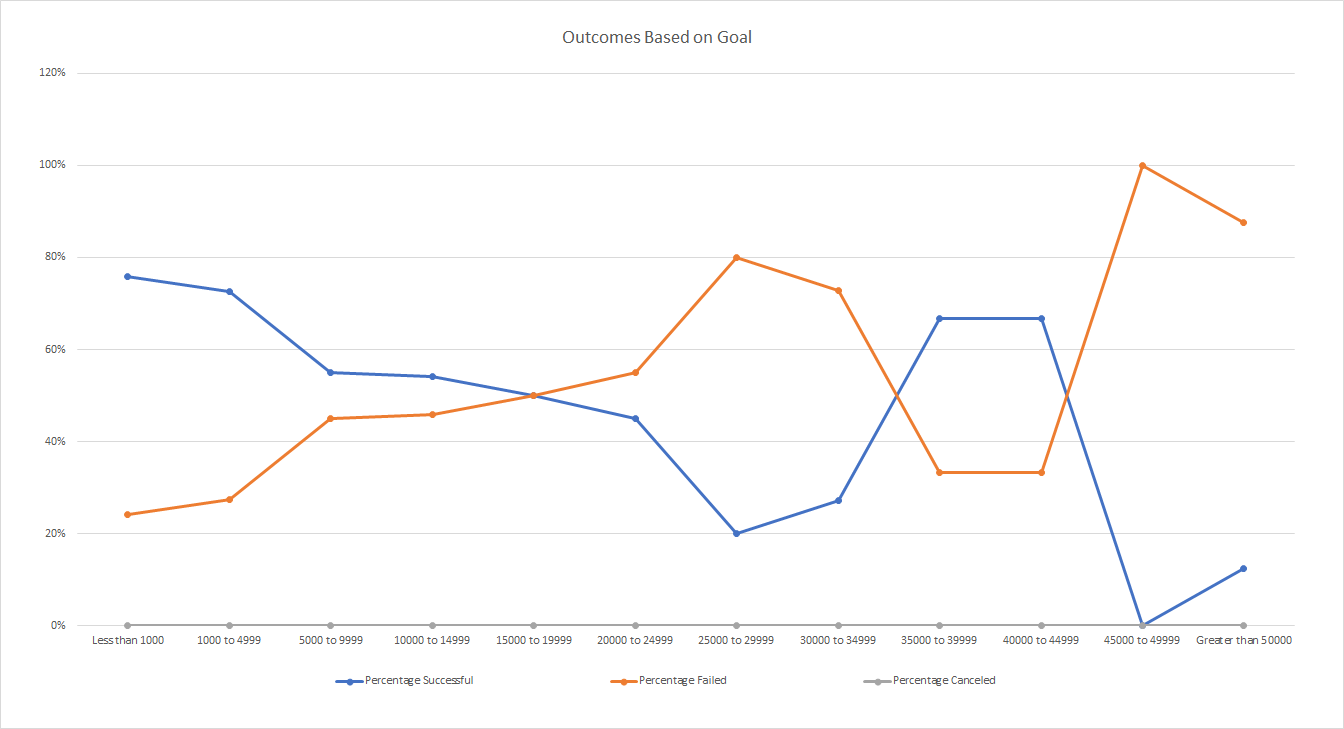 Outcomes Based on Goal
120%
100%
80%
60%
40%
20%
0%
Less than 1000 1000 to 4999 5000 to 9999 10000 to 14999 15000 to 19999 20000 to 24999 25000 to 29999 30000 to 34999 35000 to 39999 40000 to 44999 45000 to 49999 Greater than 50000
Percentage Successful Percentage Failed Percentage Canceled